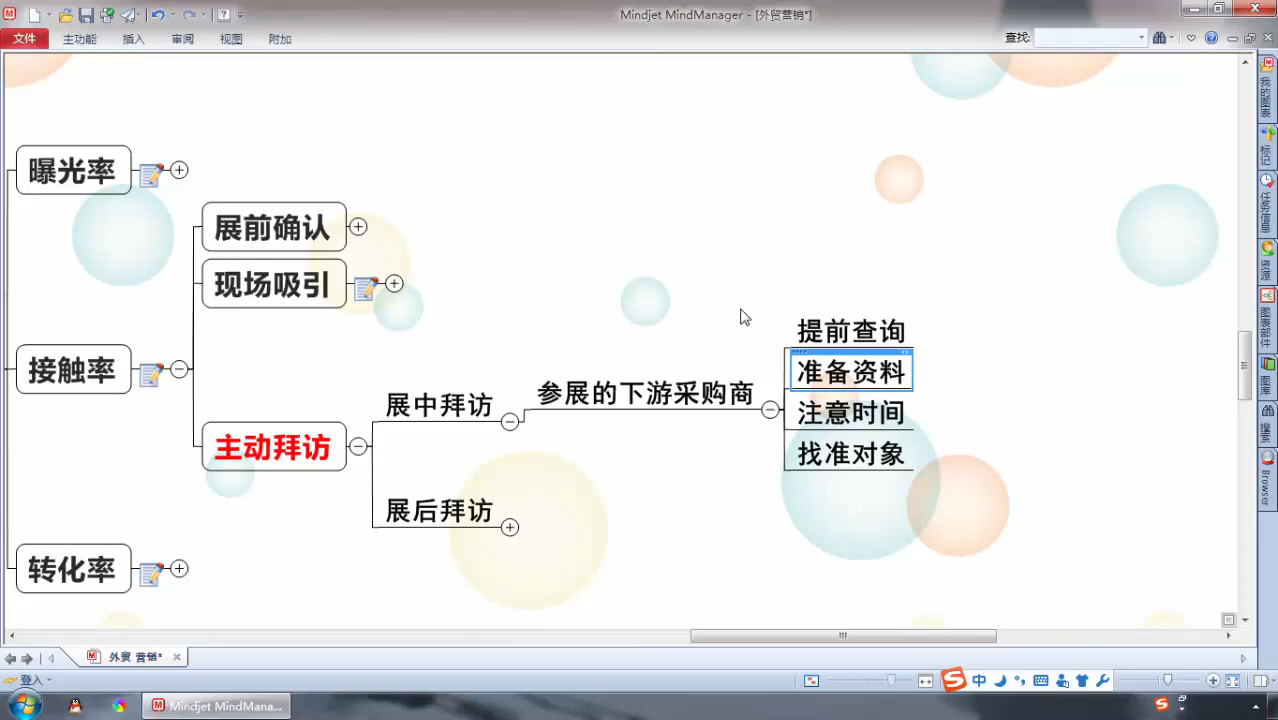 Mindjet MindManager - [外贸营销*]
文件 主功能 插入 审阅 视图 附加 查找:
曝光率
展前确认
现场吸引
接触率
主动拜访
展中拜访
展后拜访
参展的下游采购商
提前查询
准备资料
注意时间
找准对象
转化率
我的图表
标记
任务信息
资源
图表部件
图库
搜索
Browser
外贸 营销*
登入
中
Mindjet MindMana...